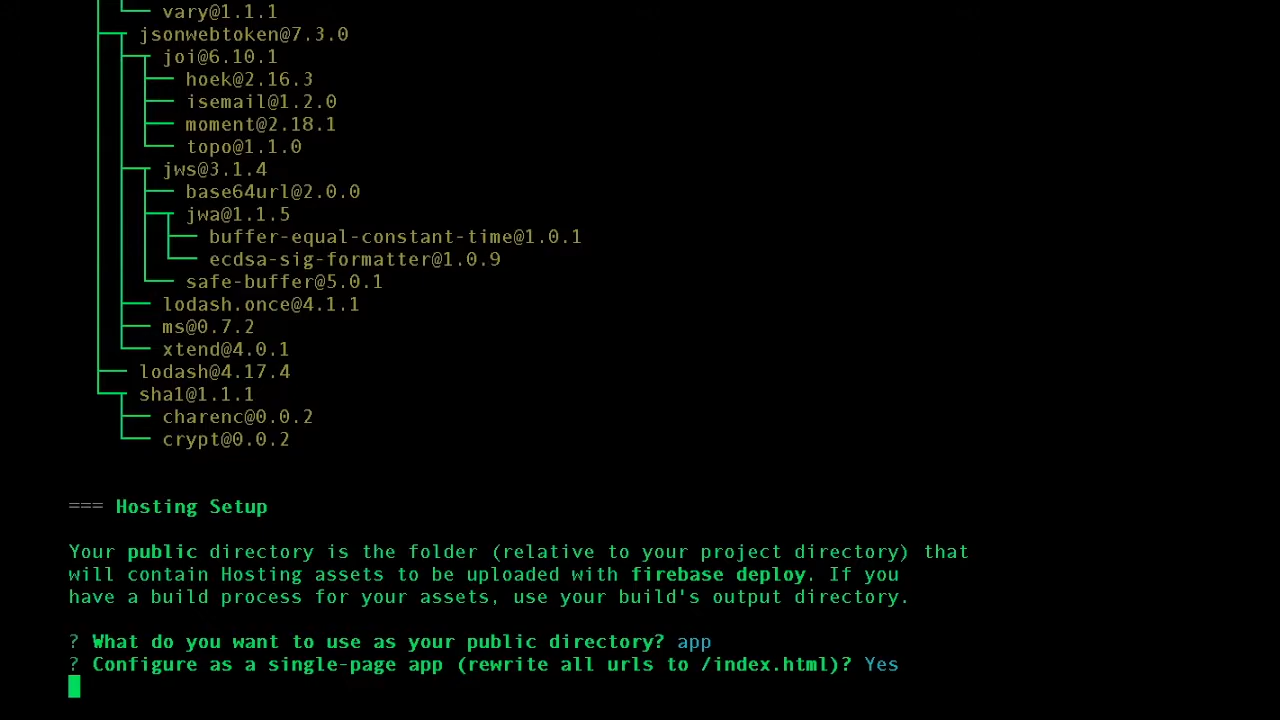 vary@1.1.1
jsonwebtoken@7.3.0
joi@6.10.1
hoek@2.16.3
isemail@1.2.0
moment@2.18.1
topo@1.1.0
jws@3.1.4
base64url@2.0.0
jwa@1.1.5
buffer-equal-constant-time@1.0.1
ecdsa-sig-formatter@1.0.9
safe-buffer@5.0.1
lodash.once@4.1.1
ms@0.7.2
xtend@4.0.1
lodash@4.17.4
sha1@1.1.1
charenc@0.0.2
crypt@0.0.2
=== Hosting Setup
Your public directory is the folder (relative to your project directory) that
will contain Hosting assets to be uploaded with firebase deploy. If you
have a build process for your assets, use your build's output directory.
? What do you want to use as your public directory? app
? Configure as a single-page app (rewrite all urls to /index.html)? Yes